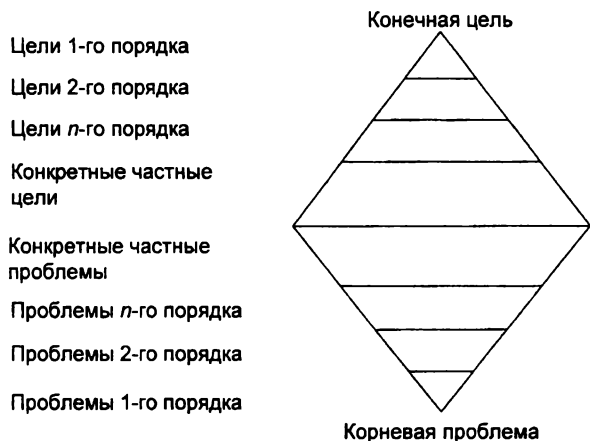 Конечная цель
Цели 1-го порядка
Цели 2-го порядка
Цели n-го порядка
Конкретные частные
цели
Конкретные частные
проблемы
Проблемы n-го порядка
Проблемы 2-го порядка
Проблемы 1-го порядка
Корневая проблема